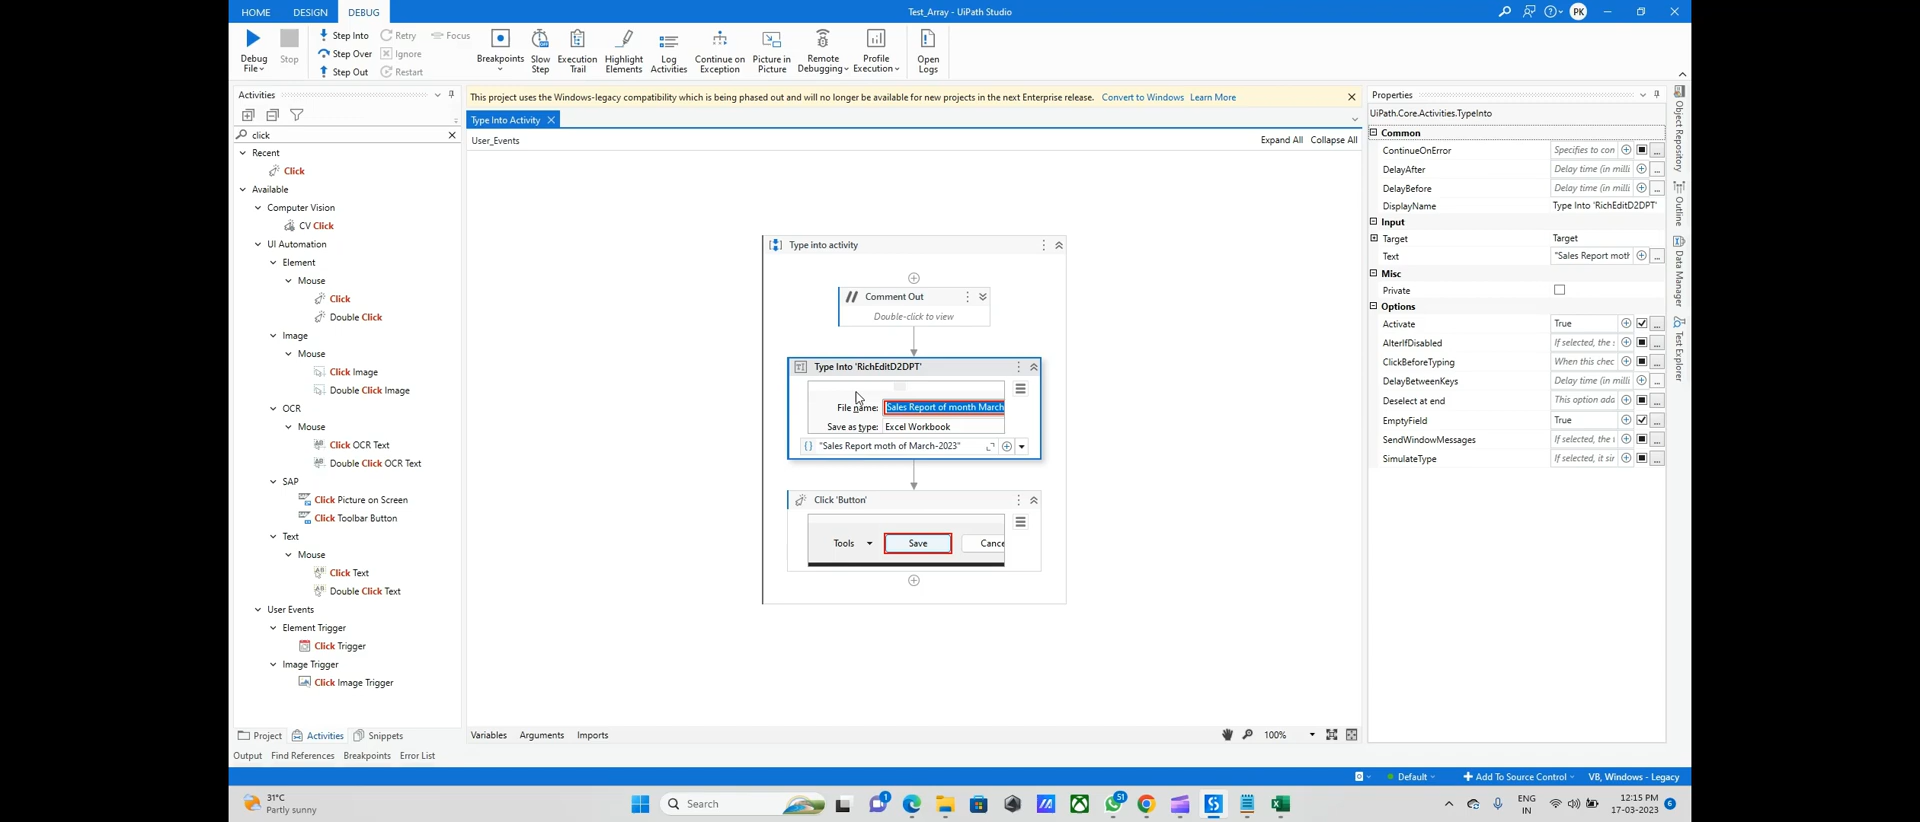 HOME DESIGN DEBUG Test_Array - UiPath Studio PK
Debug File Stop Step Into Step Over Step Out Retry Ignore Restart Focus Breakpoints Slow Step Execution Trail Highlight Elements Log Activities Continue on Exception Picture in Picture Remote Debugging Profile Execution Open Logs
Activities
click
Recent
Click
Available
Computer Vision
CV Click
UI Automation
Element
Mouse
Click
Double Click
Image
Mouse
Click Image
Double Click Image
OCR
Mouse
Click OCR Text
Double Click OCR Text
SAP
Click Picture on Screen
Click Toolbar Button
Text
Mouse
Click Text
Double Click Text
User Events
Element Trigger
Click Trigger
Image Trigger
Click Image Trigger
Project Activities Snippets
This project uses the Windows-legacy compatibility which is being phased out and will no longer be available for new projects in the next Enterprise release. Convert to Windows Learn More
Type Into Activity
User_Events Expand All Collapse All
Type into activity
// Comment Out
Double-click to view
Type Into 'RichEditD2DPT'
File name: Sales Report of month March
Save as type: Excel Workbook
{} "Sales Report moth of March-2023"
Click 'Button'
Tools Save Cance
Variables Arguments Imports 100%
Properties
UiPath.Core.Activities.TypeInto
Common
ContinueOnError Specifies to con ...
DelayAfter Delay time (in milli ...
DelayBefore Delay time (in milli ...
DisplayName Type Into 'RichEditD2DPT'
Input
Target Target
Text "Sales Report moth ...
Misc
Private
Options
Activate True ...
AlterIfDisabled If selected, the s ...
ClickBeforeTyping When this chec ...
DelayBetweenKeys Delay time (in milli ...
Deselect at end This option ada ...
EmptyField True ...
SendWindowMessages If selected, the ...
SimulateType If selected, it sir ...
Object Repository
Outline
Data Manager
Test Explorer
Output Find References Breakpoints Error List
0 Default Add To Source Control VB, Windows - Legacy
31°C
Partly sunny
Search
1
51
ENG
IN
12:15 PM
17-03-2023
6